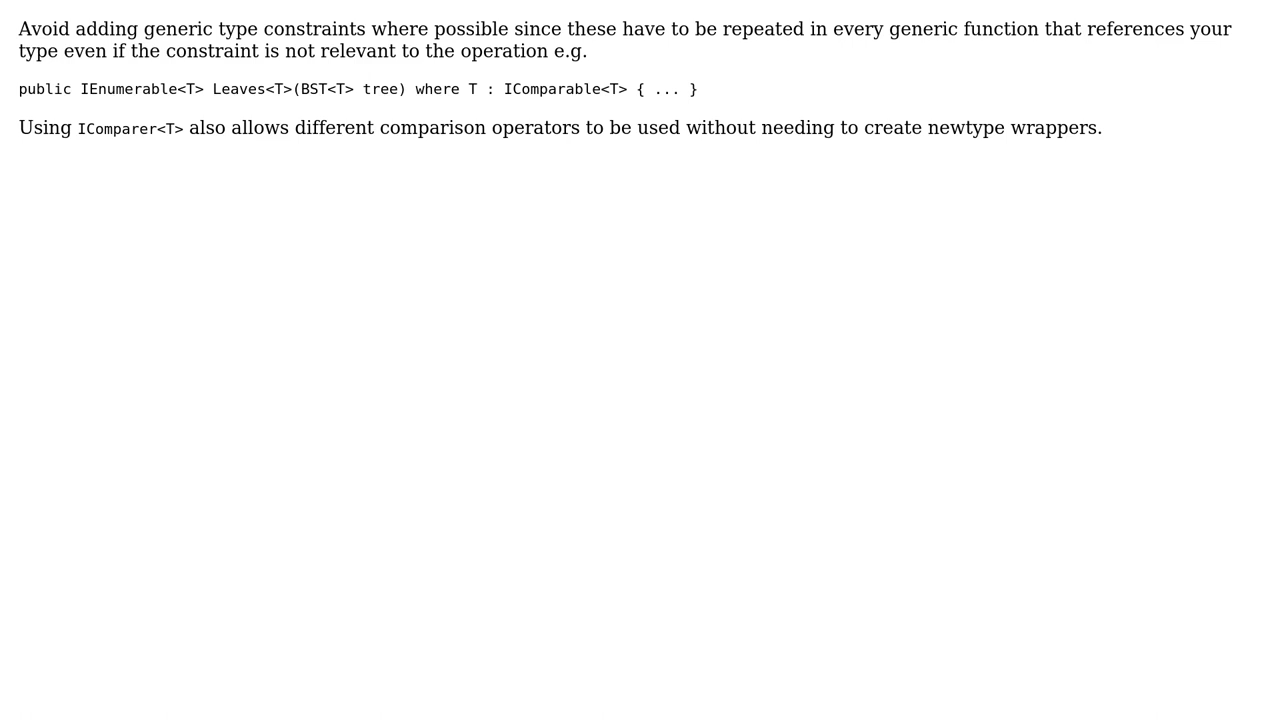 Avoid adding generic type constraints where possible since these have to be repeated in every generic function that references your
type even if the constraint is not relevant to the operation e.g.
public IEnumerable<T> Leaves<T>(BST<T> tree) where T : IComparable<T> { ... }
Using IComparer<T> also allows different comparison operators to be used without needing to create newtype wrappers.